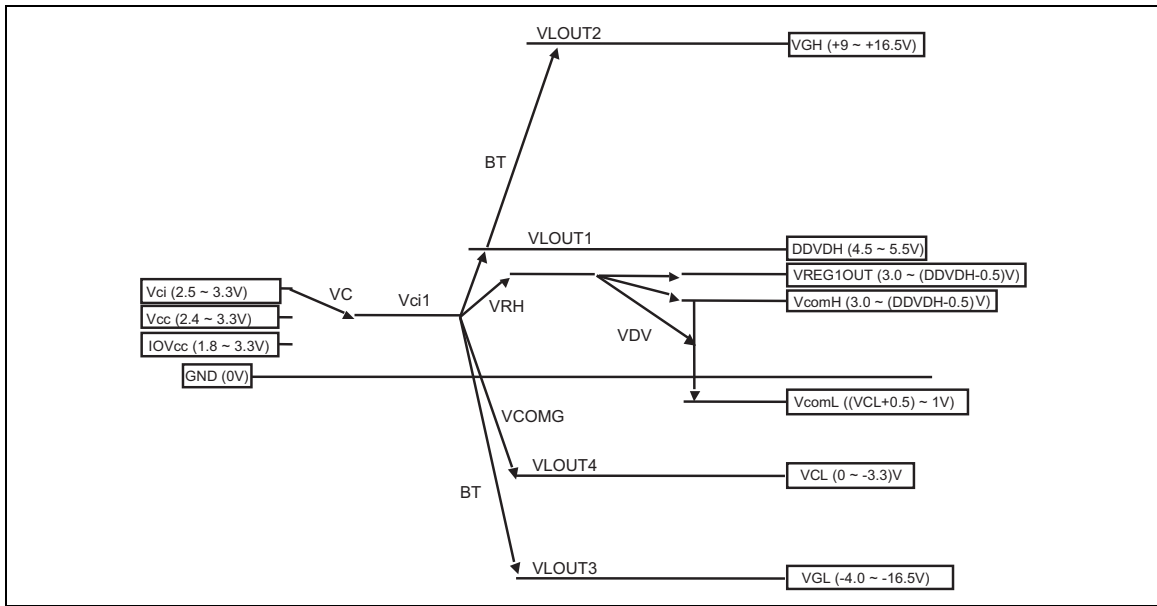 VLOUT2
VGH (+9 ~ +16.5V)
BT
VLOUT1
DDVDH (4.5 ~ 5.5V)
VREG1OUT (3.0 ~ (DDVDH-0.5)V)
Vci (2.5 ~ 3.3V)
VC
Vci1
VRH
VcomH (3.0 ~ (DDVDH-0.5)V)
Vcc (2.4 ~ 3.3V)
VDV
IOVcc (1.8 ~ 3.3V)
GND (0V)
VcomL ((VCL+0.5) ~ 1V)
VCOMG
VLOUT4
VCL (0 ~ -3.3)V
BT
VLOUT3
VGL (-4.0 ~ -16.5V)